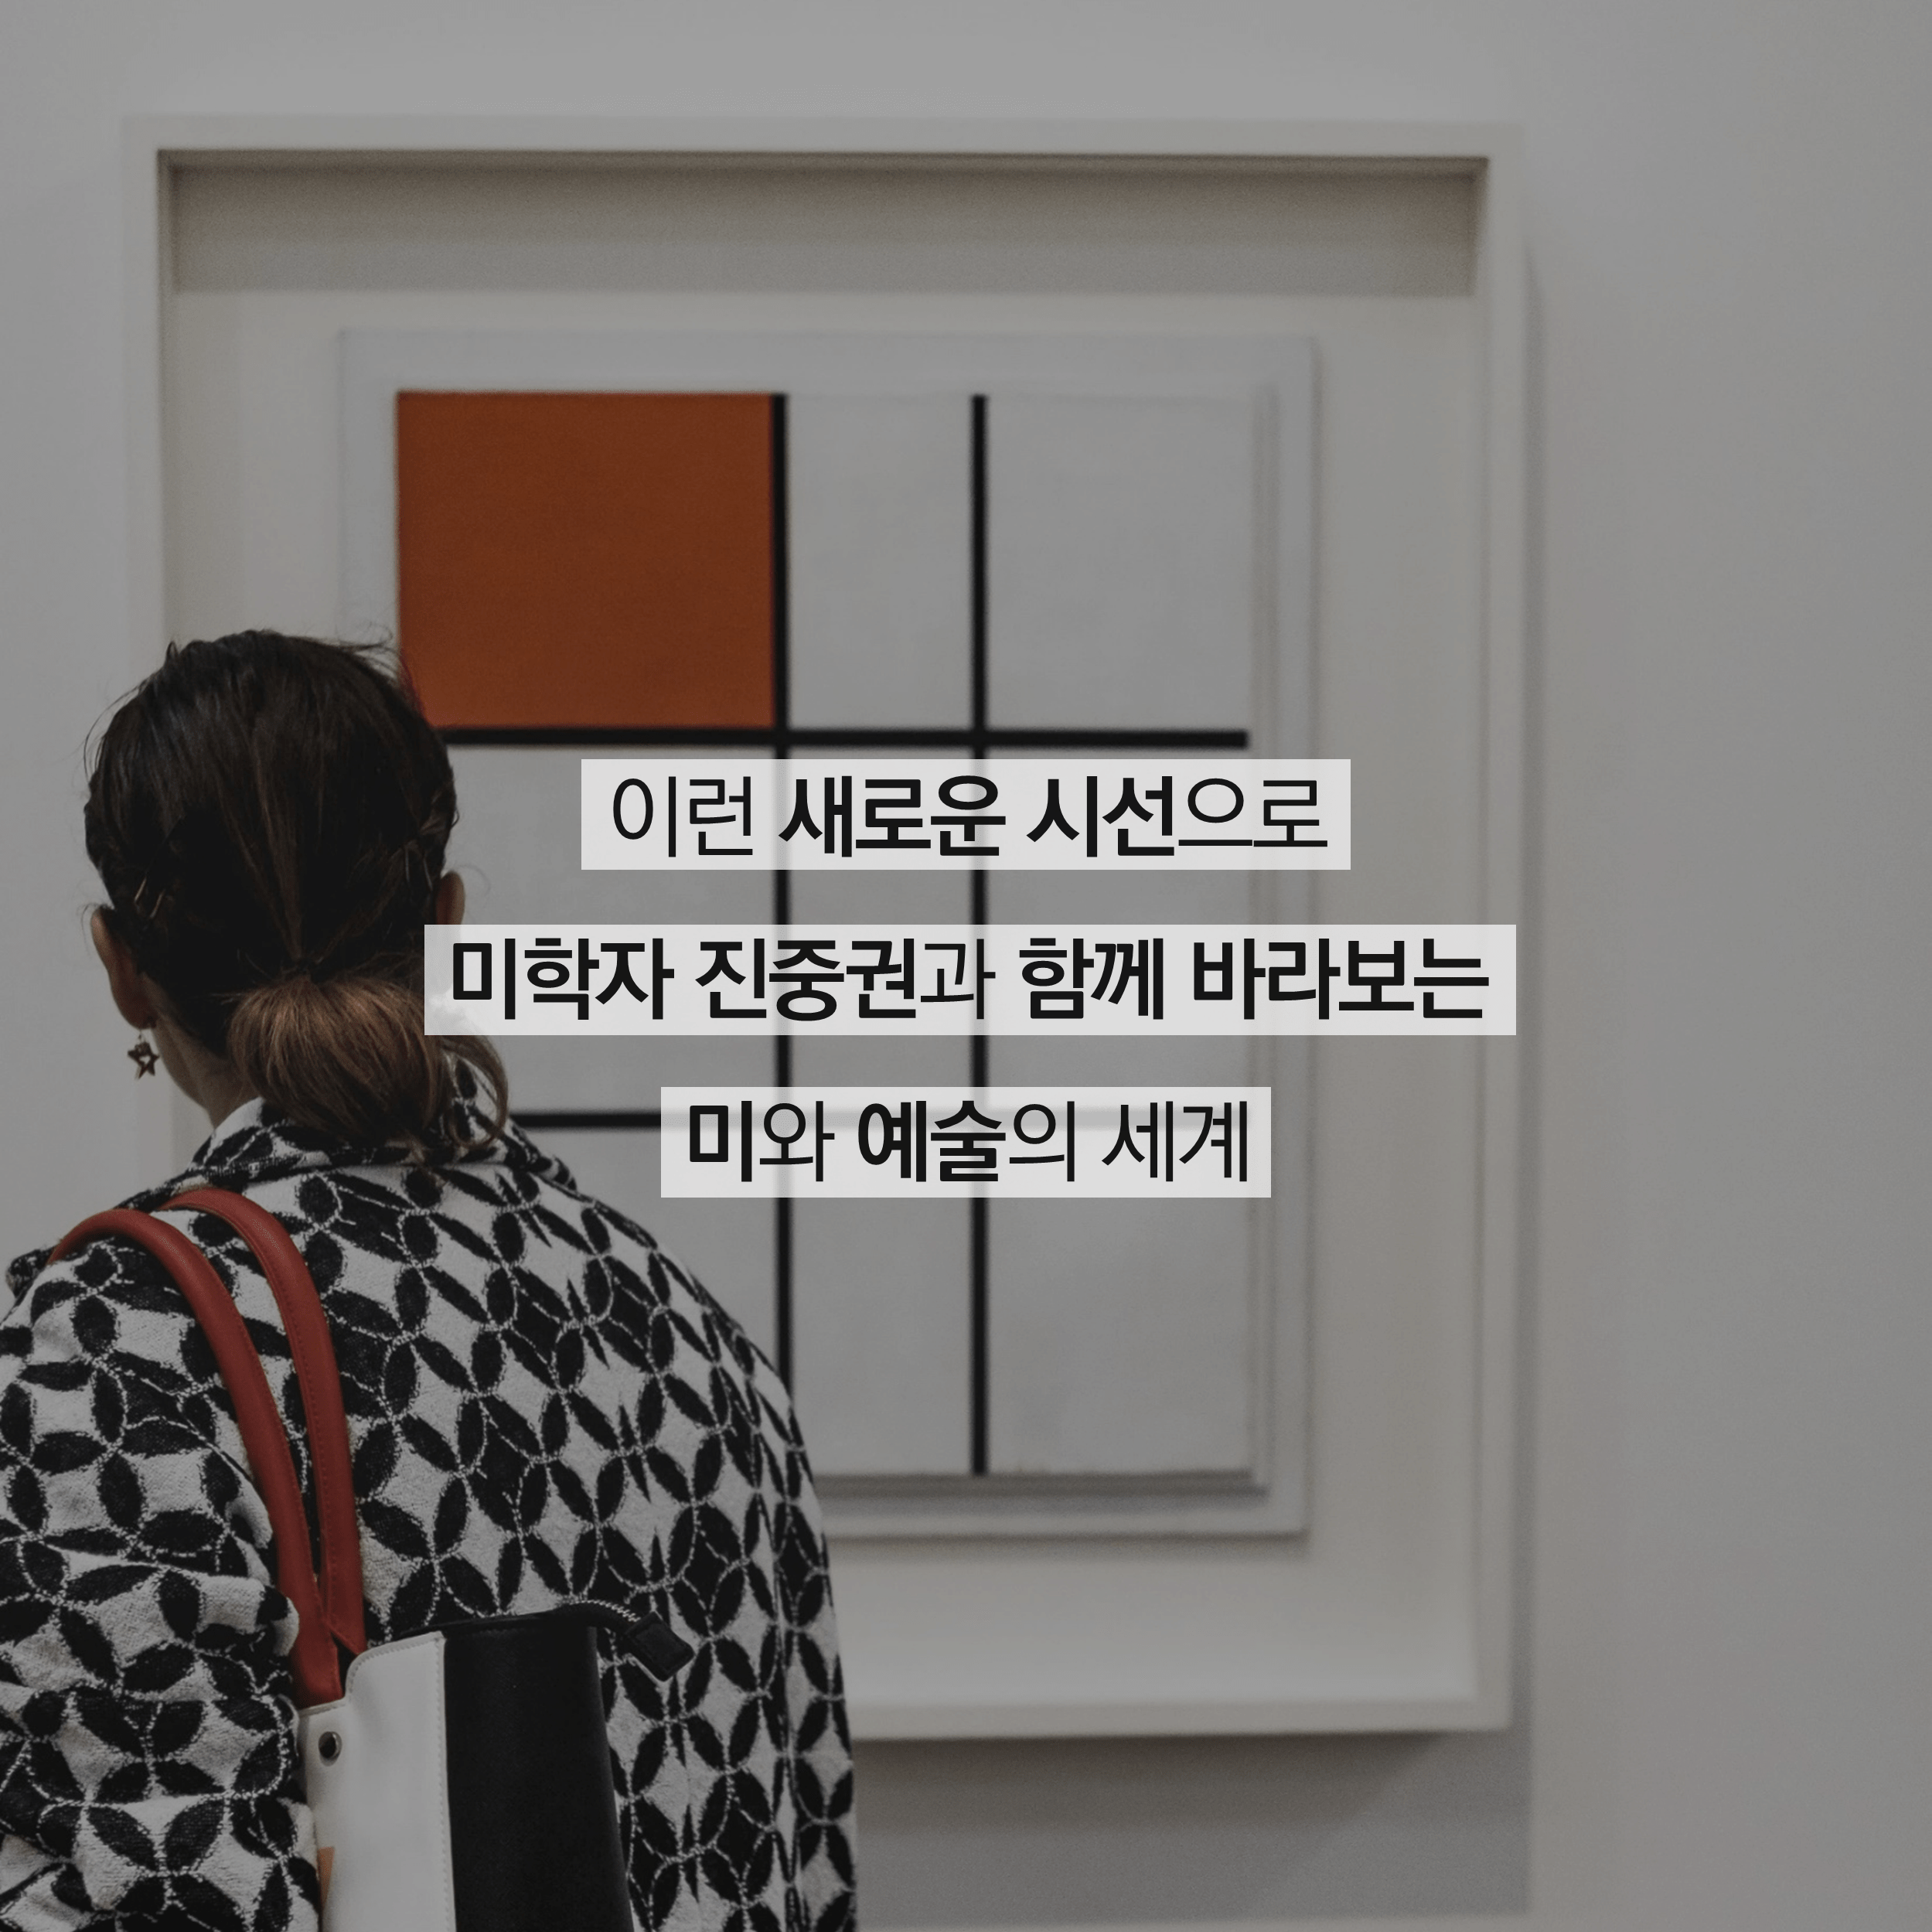 이런 새로운 시선으로
미학자 진중권과 함께 바라보는
미와 예술의 세계